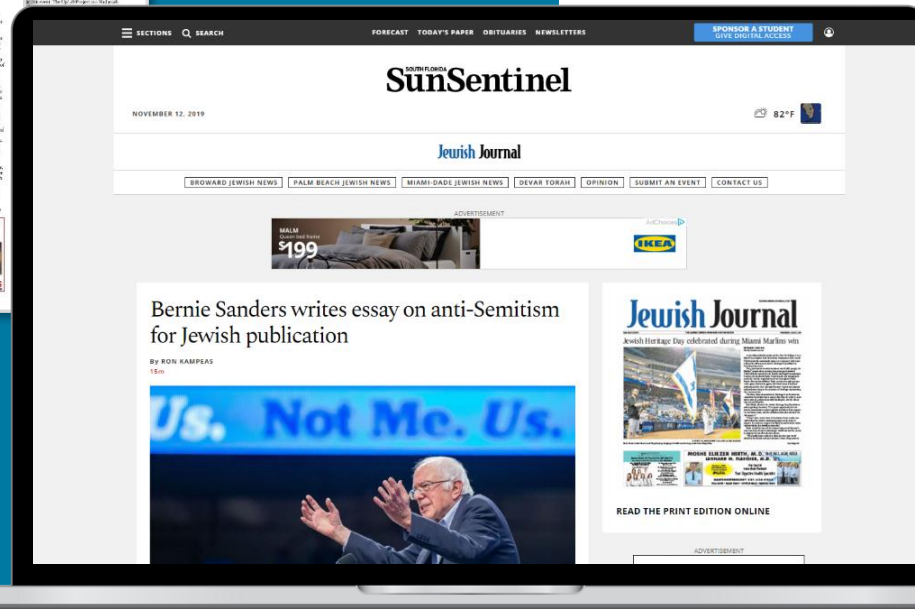 SECTIONS SEARCH FORECAST TODAY'S PAPER OBITUARIES NEWSLETTERS SPONSOR A STUDENT
GIVE DIGITAL ACCESS
SOUTH FLORIDA
SunSentinel
NOVEMBER 12, 2019 82°F
Jewish Journal
BROWARD JEWISH NEWS PALM BEACH JEWISH NEWS MIAMI-DADE JEWISH NEWS DEVAR TORAH OPINION SUBMIT AN EVENT CONTACT US
ADVERTISEMENT
AdChoices
MALM
Queen bed frame
$199
IKEA
Bernie Sanders writes essay on anti-Semitism
for Jewish publication
By RON KAMPEAS
15m
Us. Not Me. Us.
Jewish Journal
Jewish Heritage Day celebrated during Miami Marlins win
MOSHE ELIEZER HIRTH, M.D.
READ THE PRINT EDITION ONLINE
ADVERTISEMENT